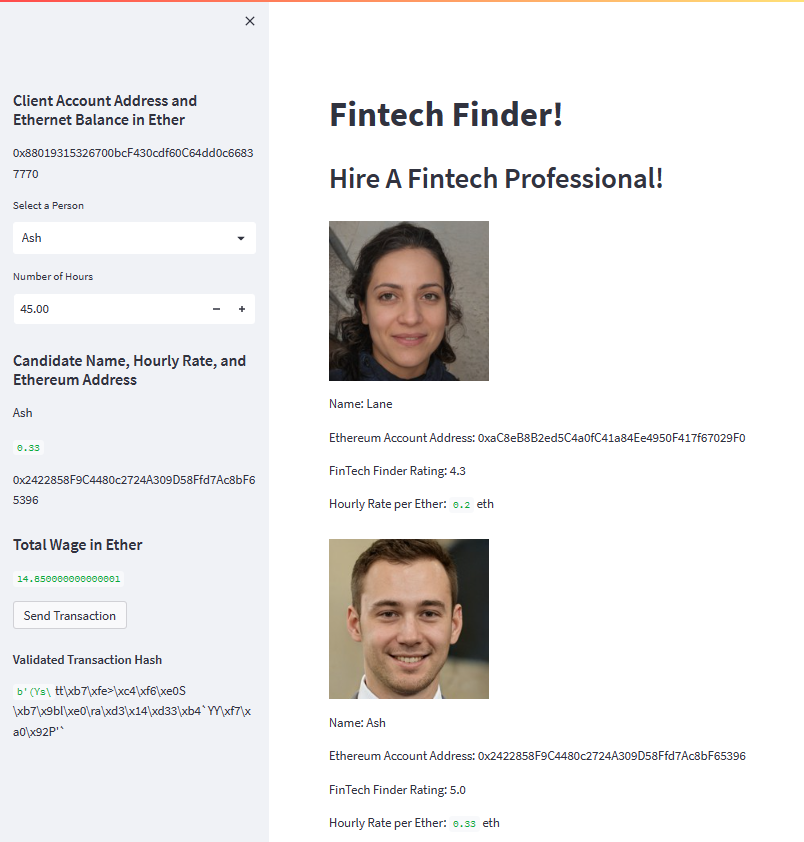 Client Account Address and
Ethernet Balance in Ether
0x88019315326700bcF430cdf60C64dd0c6683
7770
Select a Person
Ash
Number of Hours
45.00
Candidate Name, Hourly Rate, and
Ethereum Address
Ash
0.33
0x2422858F9C4480c2724A309D58Ffd7Ac8bF6
5396
Total Wage in Ether
14.850000000000001
Send Transaction
Validated Transaction Hash
b'(Ys\ tt\xb7\xfe>\xc4\xf6\xe0S
\xb7\x9bl\xe0\ra\xd3\x14\xd33\xb4`YY\xf7\x
a0\x92P'`
Fintech Finder!
Hire A Fintech Professional!
Name: Lane
Ethereum Account Address: 0xaC8eB8B2ed5C4a0fC41a84Ee4950F417f67029F0
FinTech Finder Rating: 4.3
Hourly Rate per Ether: 0.2 eth
Name: Ash
Ethereum Account Address: 0x2422858F9C4480c2724A309D58Ffd7Ac8bF65396
FinTech Finder Rating: 5.0
Hourly Rate per Ether: 0.33 eth